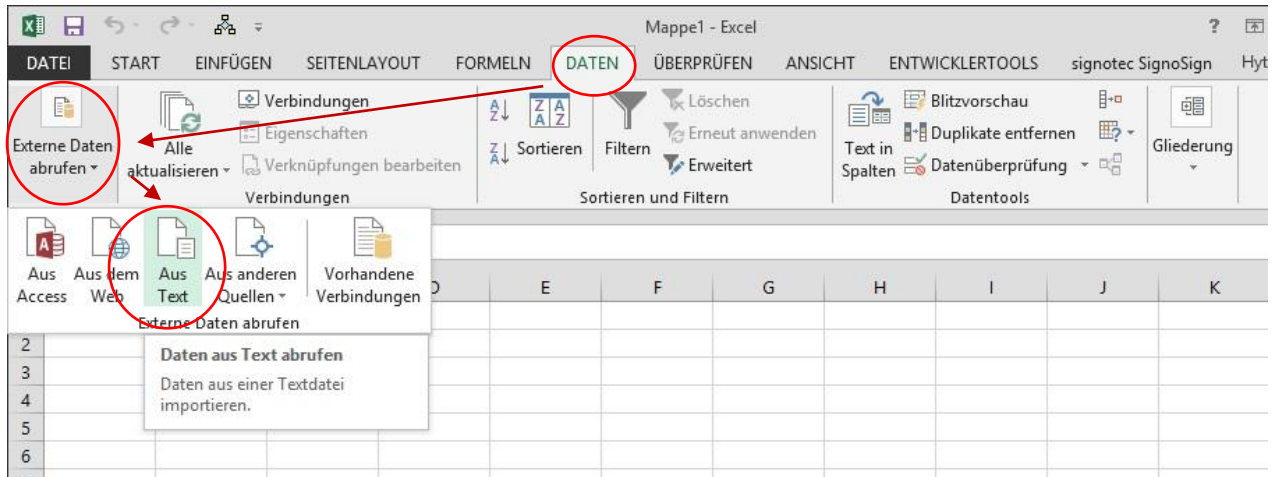 Mappe1 - Excel
?
DATEI START EINFÜGEN SEITENLAYOUT FORMELN DATEN ÜBERPRÜFEN ANSICHT ENTWICKLERTOOLS signotec SignoSign Hyt
Externe Daten
abrufen
Alle
aktualisieren
Verbindungen
Eigenschaften
Verknüpfungen bearbeiten
Verbindungen
A
Z
Z
A
Z A
A Z
Sortieren
Filtern
Löschen
Erneut anwenden
Erweitert
Sortieren und Filtern
Text in
Spalten
Blitzvorschau
Duplikate entfernen
Datenüberprüfung
Datentools
?
Gliederung
Aus
Access
Aus dem
Web
Aus
Text
Aus anderen
Quellen
Vorhandene
Verbindungen
Externe Daten abrufen
D E F G H I J K
Daten aus Text abrufen
Daten aus einer Textdatei
importieren.
2
3
4
5
6